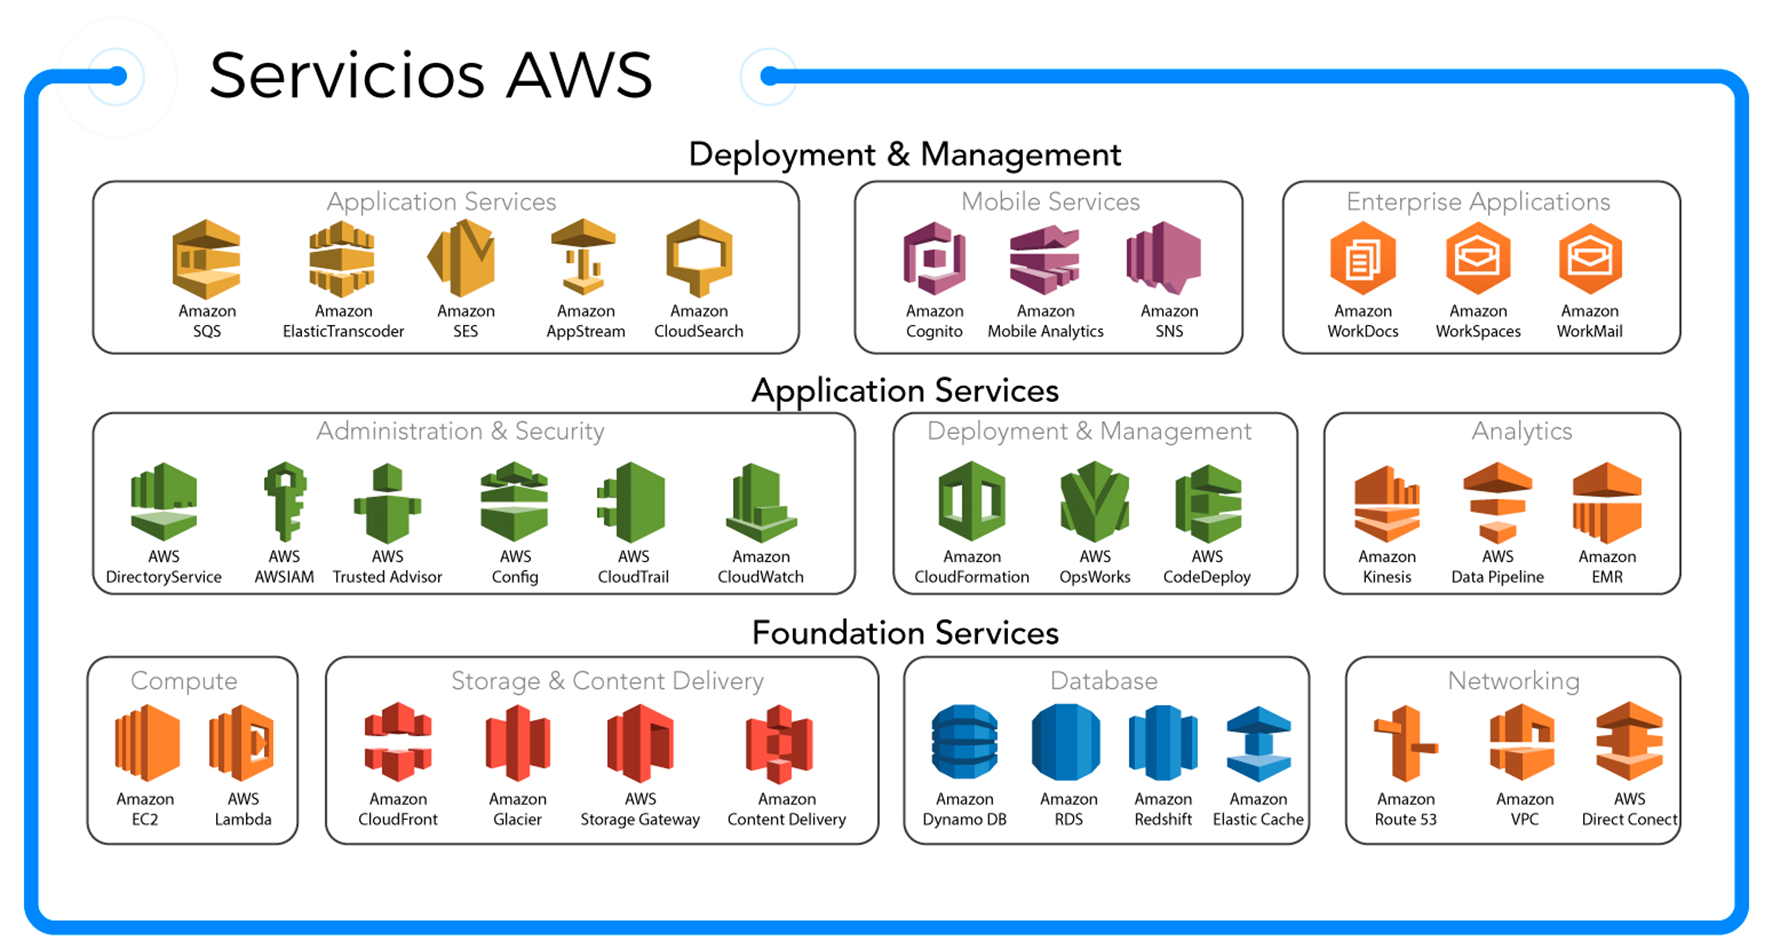 Servicios AWS
Deployment & Management
Application Services
Amazon
SQS
Amazon
ElasticTranscoder
Amazon
SES
Amazon
AppStream
Amazon
CloudSearch
Mobile Services
Amazon
Cognito
Amazon
Mobile Analytics
Amazon
SNS
Enterprise Applications
Amazon
WorkDocs
Amazon
WorkSpaces
Amazon
WorkMail
Application Services
Administration & Security
AWS
DirectoryService
AWS
AWSIAM
AWS
Trusted Advisor
AWS
Config
AWS
CloudTrail
Amazon
CloudWatch
Deployment & Management
Amazon
CloudFormation
AWS
OpsWorks
AWS
CodeDeploy
Analytics
Amazon
Kinesis
AWS
Data Pipeline
Amazon
EMR
Foundation Services
Compute
Amazon
EC2
AWS
Lambda
Storage & Content Delivery
Amazon
CloudFront
Amazon
Glacier
AWS
Storage Gateway
Amazon
Content Delivery
Database
Amazon
Dynamo DB
Amazon
RDS
Amazon
Redshift
Amazon
Elastic Cache
Networking
Amazon
Route 53
Amazon
VPC
AWS
Direct Conect